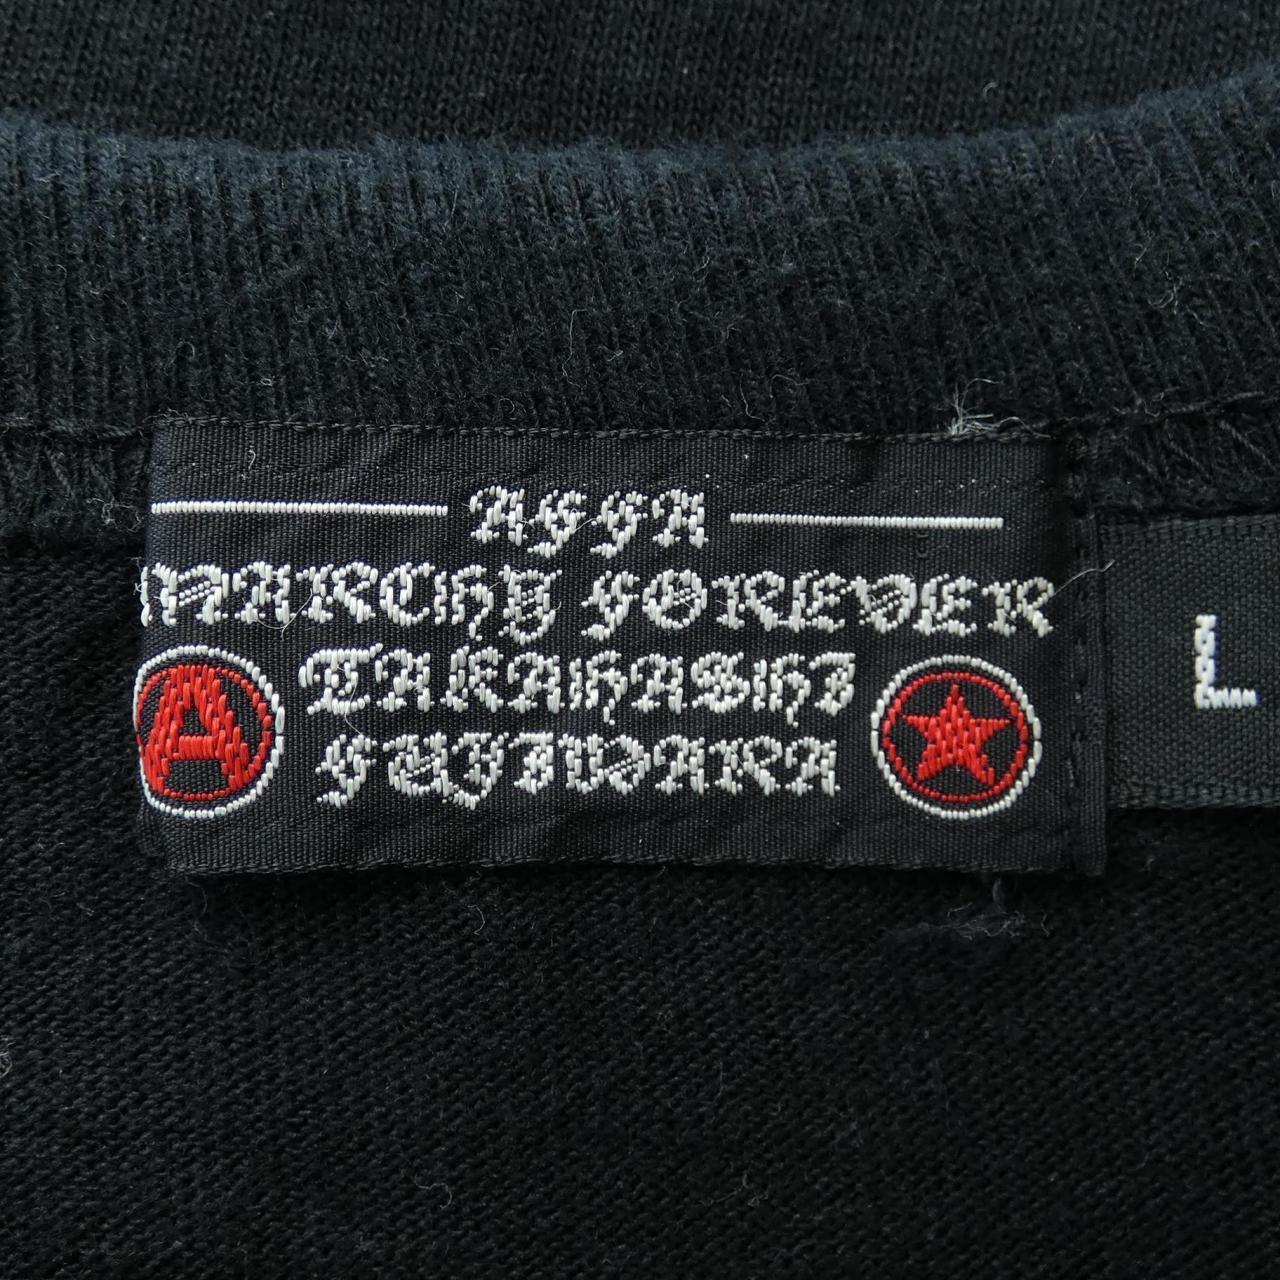 AFFA
ANARCHY FOREVER
TAKAHASHI
FUJIWARA
A
L